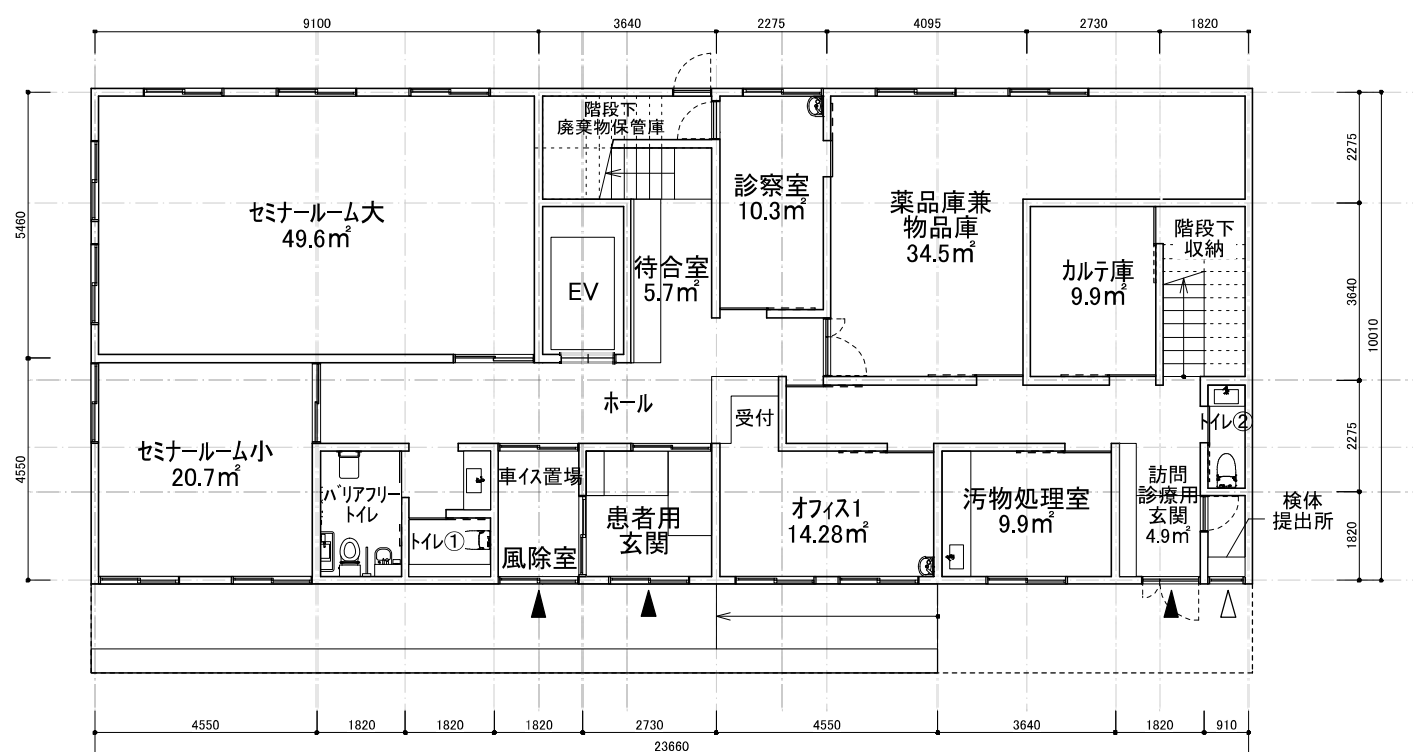 9100
3640
2275
4095
2730
1820
階段下
廃棄物保管庫
セミナールーム大
49.6㎡
診察室
10.3㎡
薬品庫兼
物品庫
34.5㎡
階段下
収納
カルテ庫
9.9㎡
待合室
5.7㎡
EV
5460
4550
2275
3640
2275
1820
10010
ホール
受付
トイレ②
セミナールーム小
20.7㎡
バリアフリー
トイレ
トイレ①
車イス置場
風除室
患者用
玄関
オフィス1
14.28㎡
汚物処理室
9.9㎡
訪問
診療用
玄関
4.9㎡
検体
提出所
4550
1820
1820
1820
2730
4550
3640
1820
910
23660